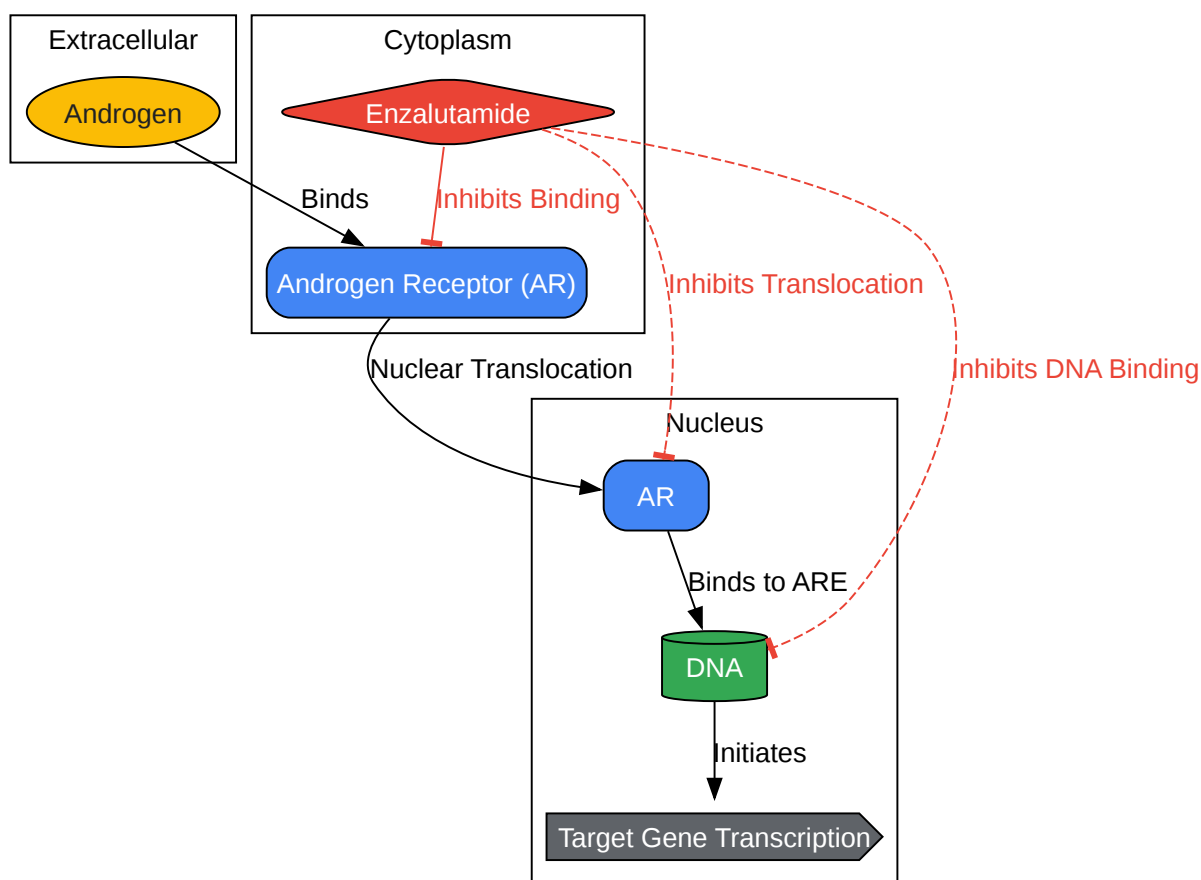 Extracellular
Cytoplasm
Androgen
Enzalutamide
Binds
Inhibits Binding
Androgen Receptor (AR)
Inhibits Translocation
Nuclear Translocation
Inhibits DNA Binding
Nucleus
AR
Binds to ARE
DNA
Initiates
Target Gene Transcription